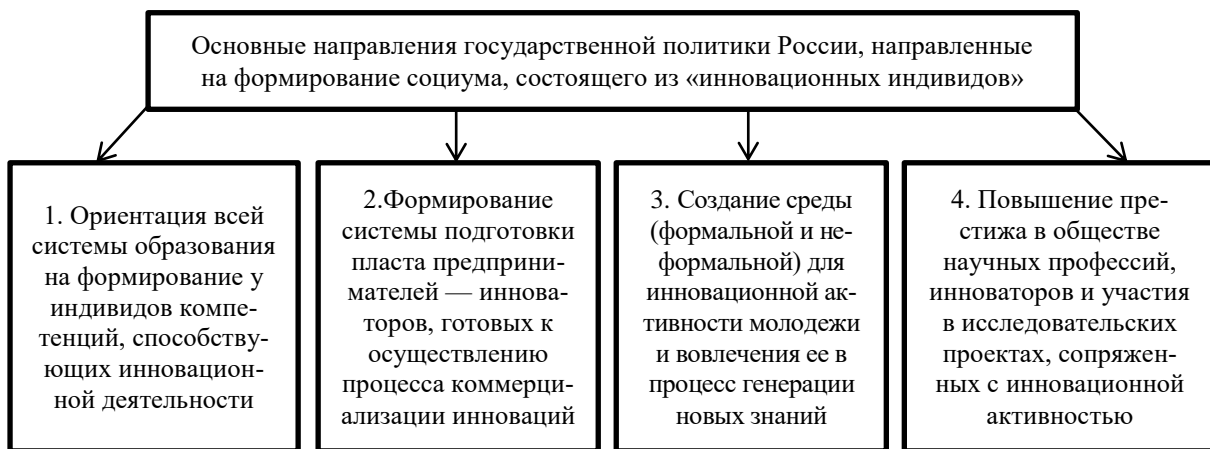 Основные направления государственной политики России, направленные
на формирование социума, состоящего из «инновационных индивидов»
1. Ориентация всей
системы образования
на формирование у
индивидов компе-
тенций, способству-
ющих инновацион-
ной деятельности
2.Формирование
системы подготовки
пласта предприни-
мателей — иннова-
торов, готовых к
осуществлению
процесса коммерци-
ализации инноваций
3. Создание среды
(формальной и не-
формальной) для
инновационной ак-
тивности молодежи
и вовлечения ее в
процесс генерации
новых знаний
4. Повышение пре-
стижа в обществе
научных профессий,
инноваторов и участия
в исследовательских
проектах, сопряжен-
ных с инновационной
активностью